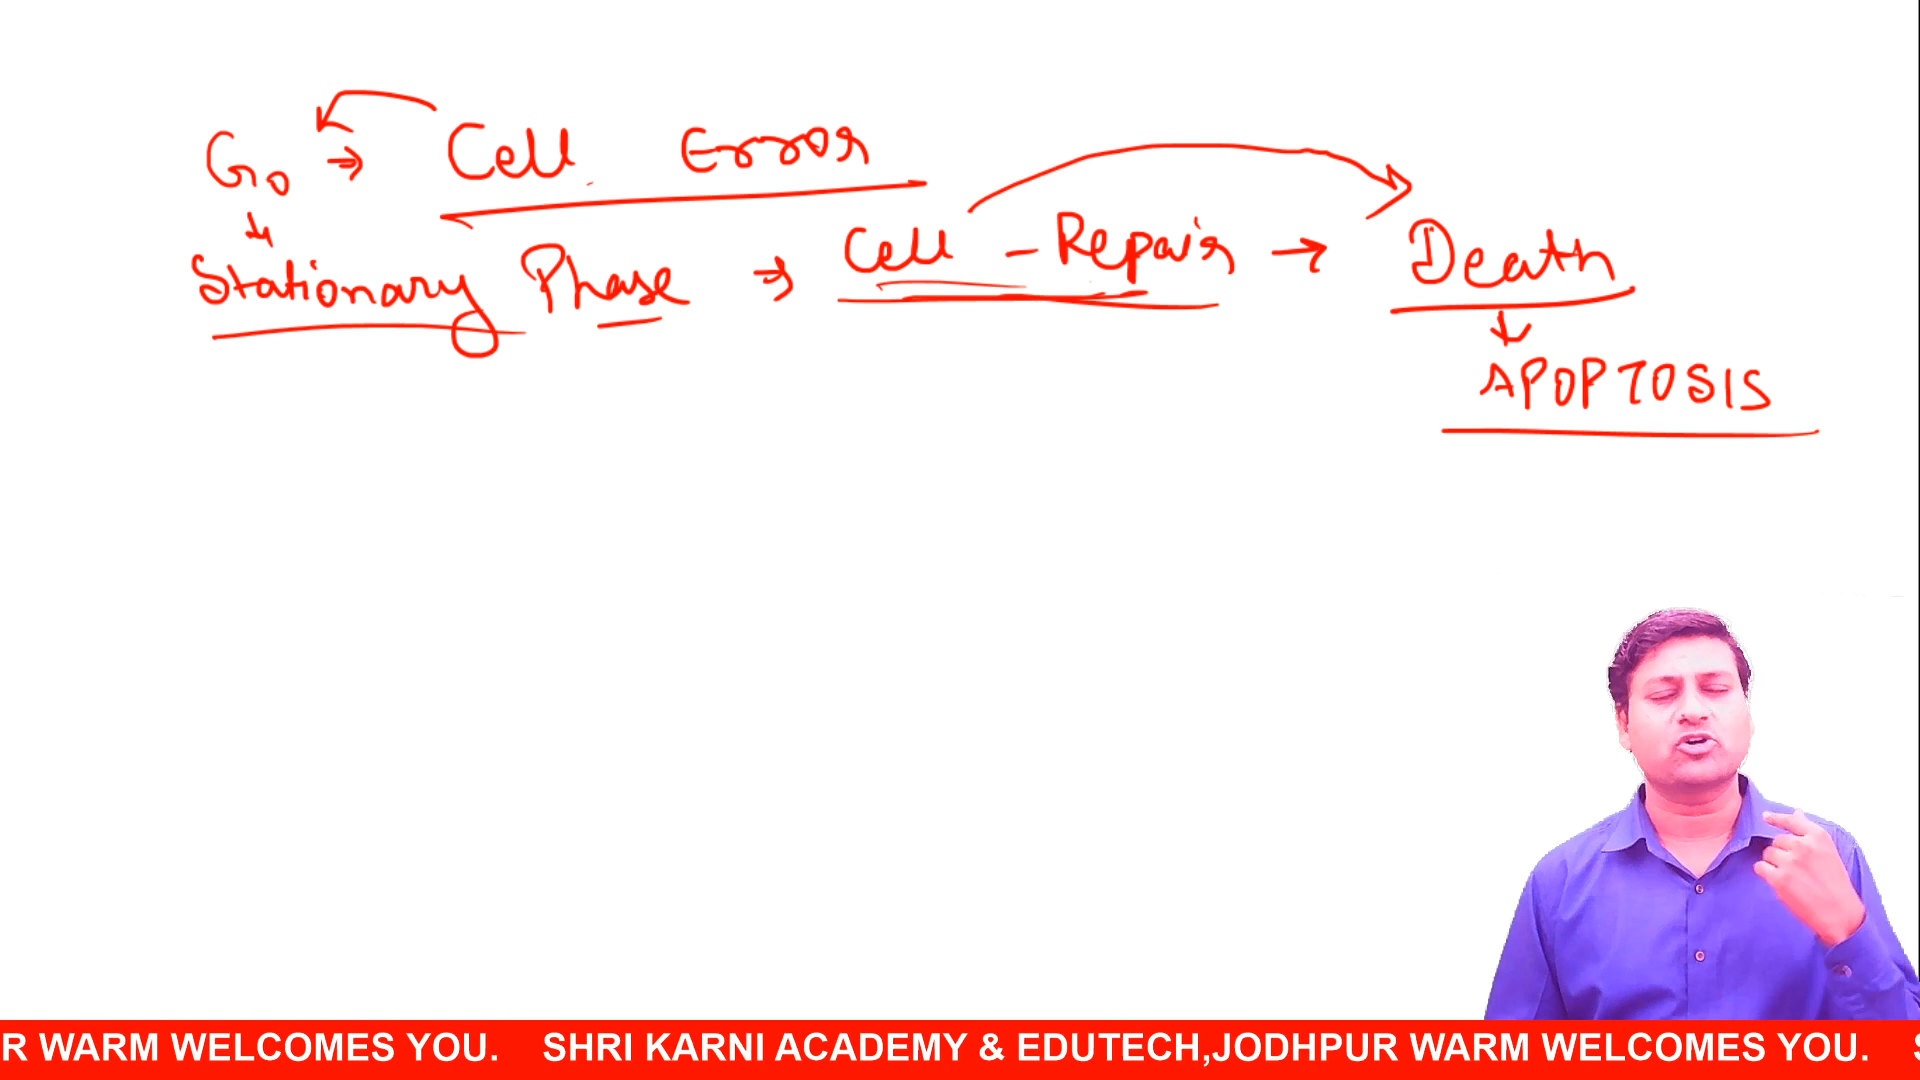 G0 → Cell Error
↓
Stationary Phase → Cell - Repair → Death
↓
APOPTOSIS
R WARM WELCOMES YOU. SHRI KARNI ACADEMY & EDUTECH,JODHPUR WARM WELCOMES YOU. S